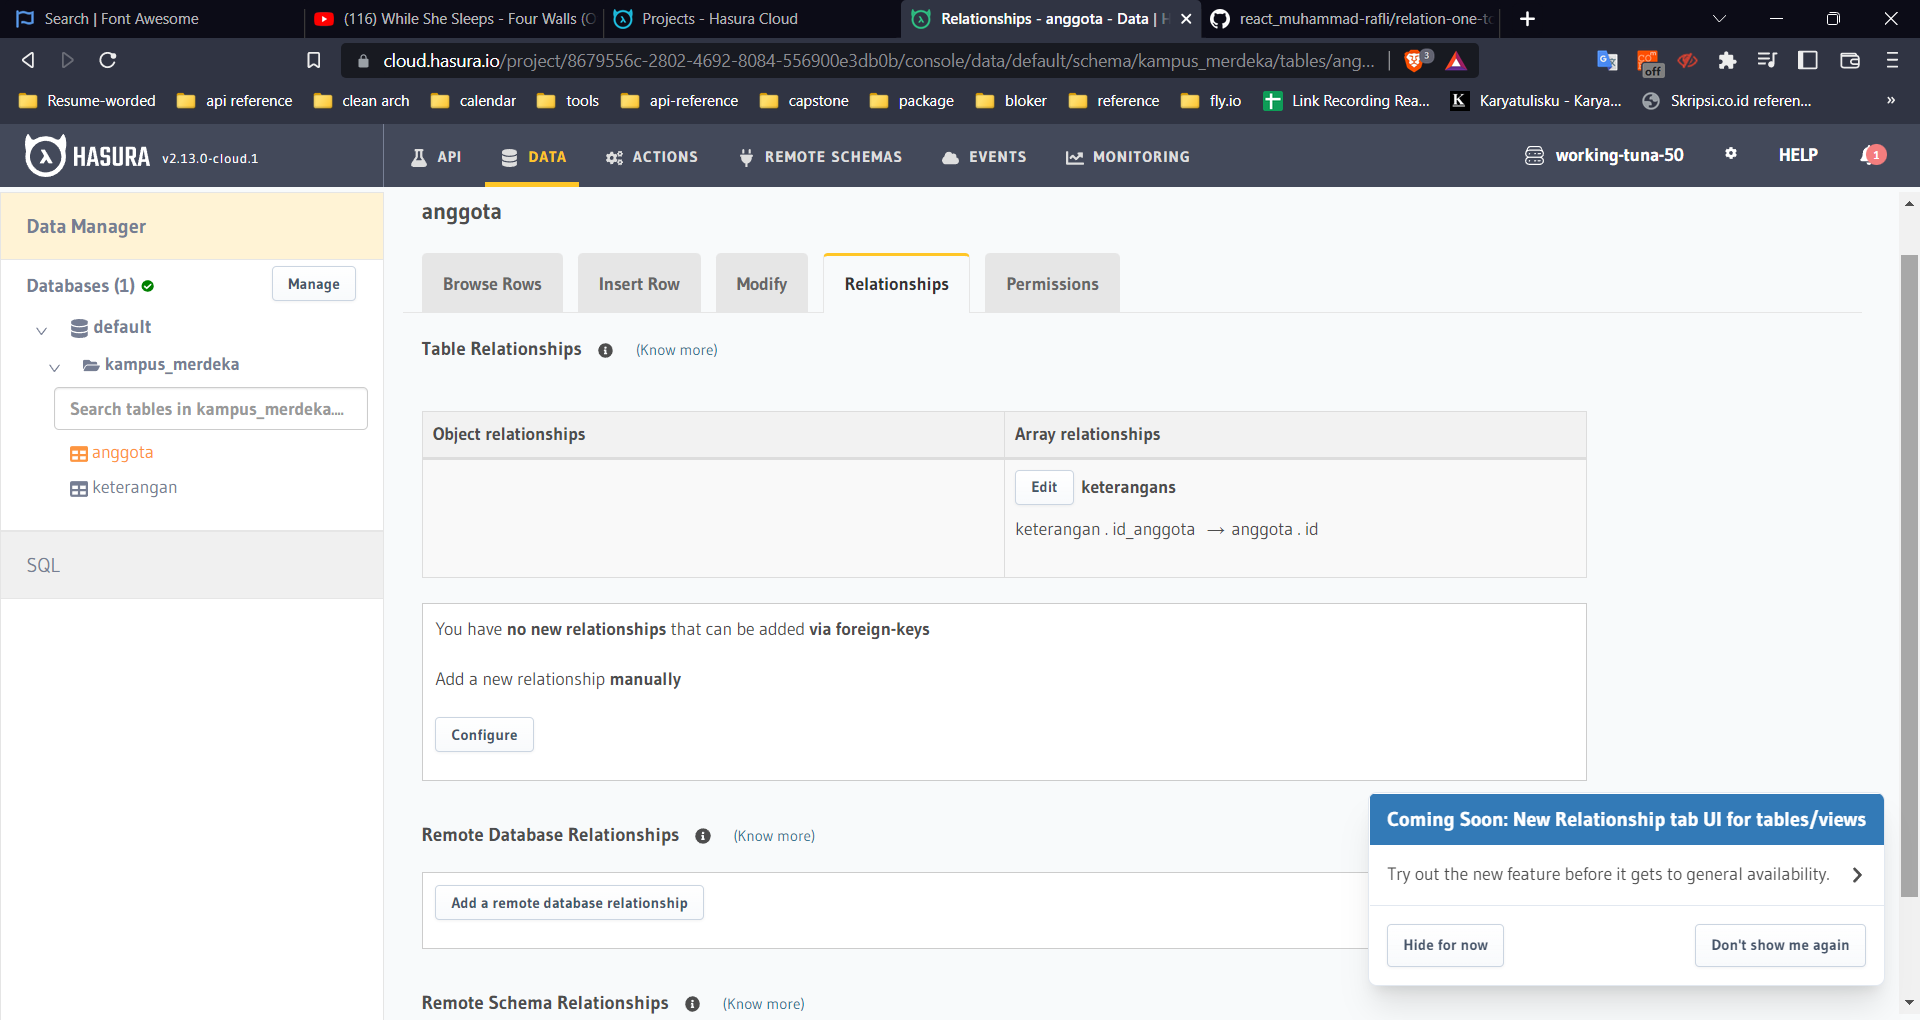 Search | Font Awesome
(116) While She Sleeps - Four Walls (O
Projects - Hasura Cloud
Relationships - anggota - Data | H
react_muhammad-rafli/relation-one-to
cloud.hasura.io/project/8679556c-2802-4692-8084-556900e3db0b/console/data/default/schema/kampus_merdeka/tables/ang...
3
off
Resume-worded
api reference
clean arch
calendar
tools
api-reference
capstone
package
bloker
reference
fly.io
Link Recording Rea...
Karyatulisku - Karya...
Skripsi.co.id referen...
»
HASURA v2.13.0-cloud.1
API
DATA
ACTIONS
REMOTE SCHEMAS
EVENTS
MONITORING
working-tuna-50
HELP
1
Data Manager
Databases (1)
Manage
default
kampus_merdeka
Search tables in kampus_merdeka....
anggota
keterangan
SQL
anggota
Browse Rows
Insert Row
Modify
Relationships
Permissions
Table Relationships (Know more)
Object relationships
Array relationships
Edit keterangans
keterangan . id_anggota → anggota . id
You have no new relationships that can be added via foreign-keys
Add a new relationship manually
Configure
Remote Database Relationships (Know more)
Add a remote database relationship
Remote Schema Relationships (Know more)
Coming Soon: New Relationship tab UI for tables/views
Try out the new feature before it gets to general availability.
Hide for now
Don't show me again